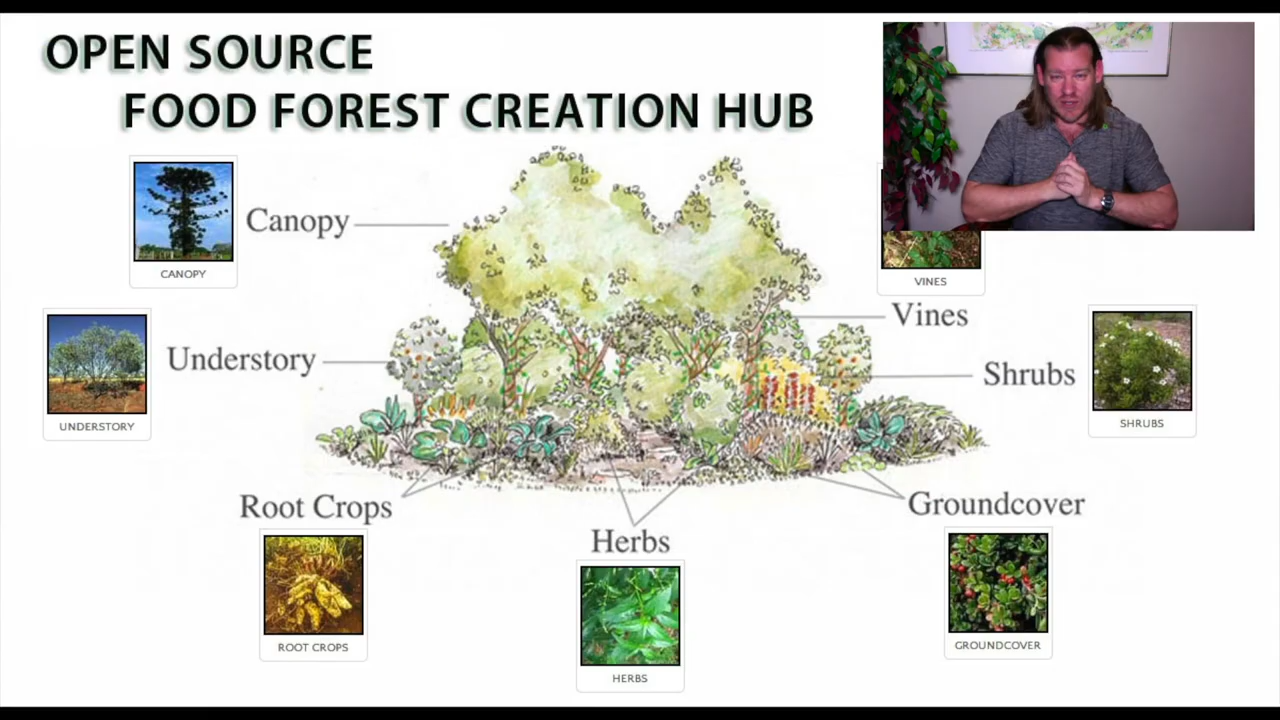 OPEN SOURCE
FOOD FOREST CREATION HUB
Canopy
CANOPY
VINES
Vines
Understory
UNDERSTORY
Shrubs
SHRUBS
Root Crops
ROOT CROPS
Herbs
HERBS
Groundcover
GROUNDCOVER